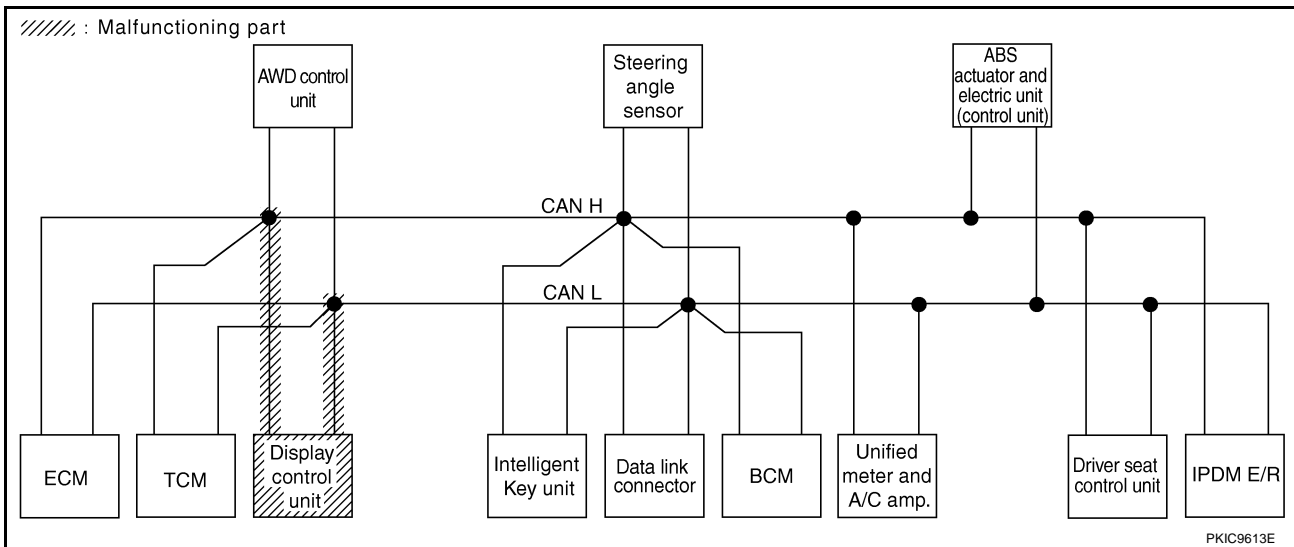 : Malfunctioning part
AWD control
unit
Steering
angle
sensor
ABS
actuator and
electric unit
(control unit)
CAN H
CAN L
ECM
TCM
Display
control
unit
Intelligent
Key unit
Data link
connector
BCM
Unified
meter and
A/C amp.
Driver seat
control unit
IPDM E/R
PKIC9613E